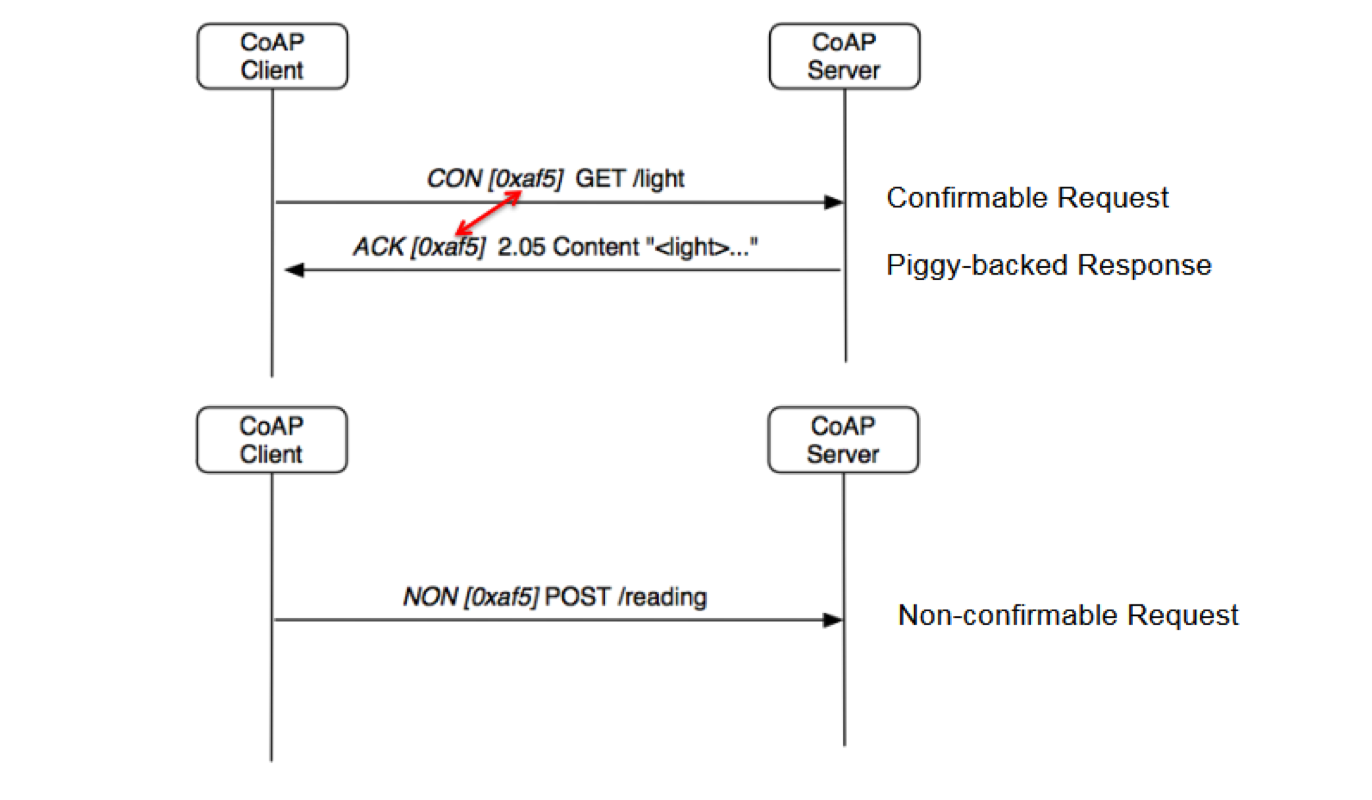 CoAP
Client
CoAP
Server
CON [0xaf5] GET /light
Confirmable Request
ACK [0xaf5] 2.05 Content "<light>..."
Piggy-backed Response
CoAP
Client
CoAP
Server
NON [0xaf5] POST /reading
Non-confirmable Request